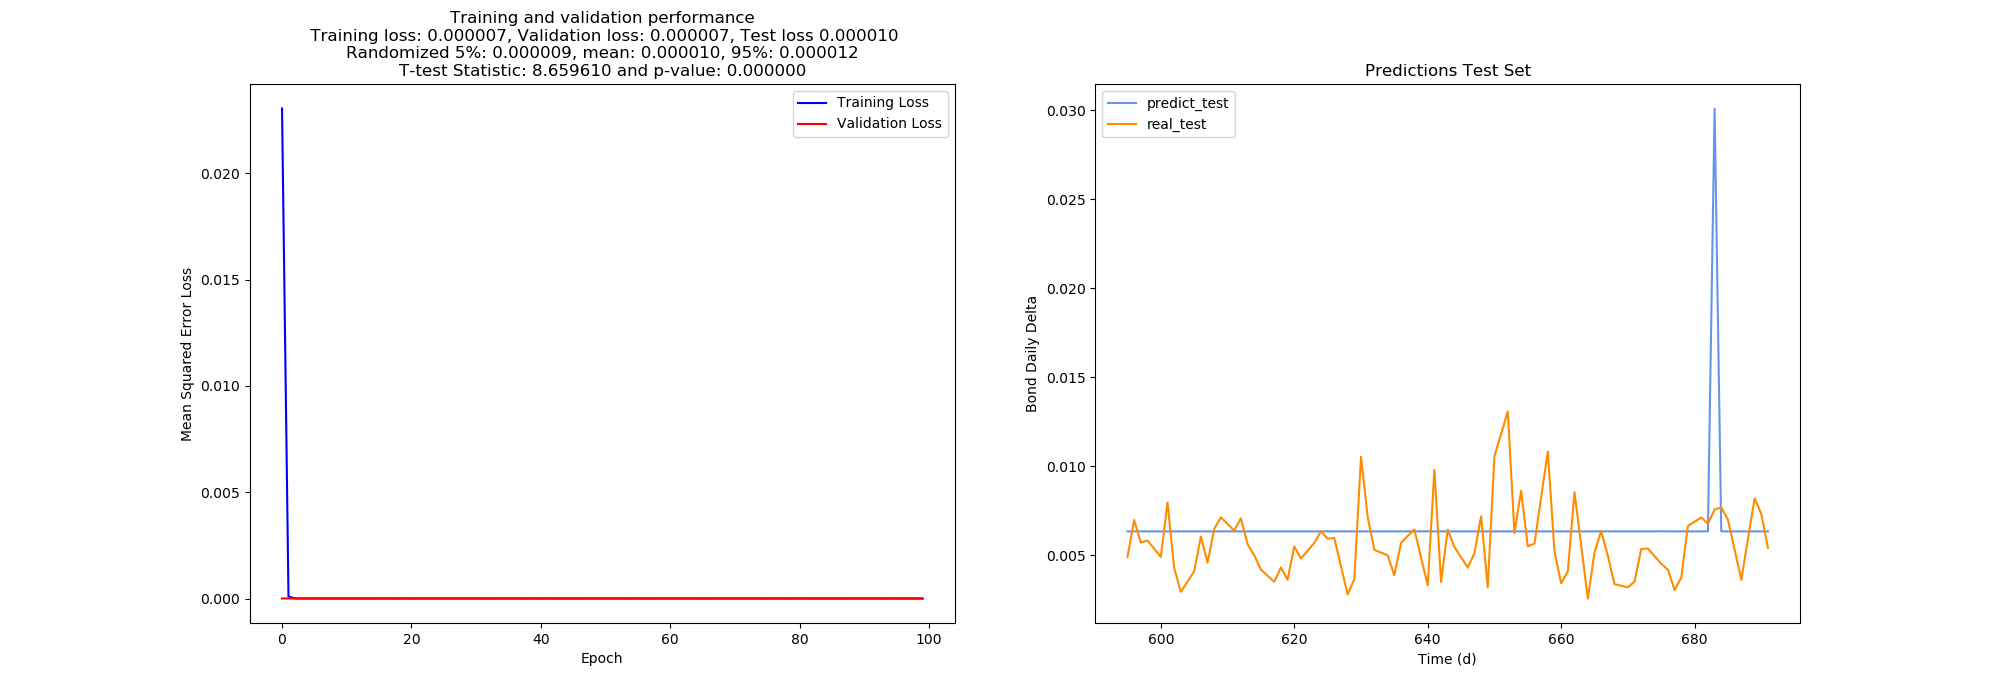 Training and validation performance
Training loss: 0.000007, Validation loss: 0.000007, Test loss 0.000010
Randomized 5%: 0.000009, mean: 0.000010, 95%: 0.000012
T-test Statistic: 8.659610 and p-value: 0.000000
Training Loss
Validation Loss
Mean Squared Error Loss
0.020
0.015
0.010
0.005
0.000
0
20
40
60
80
100
Epoch
Predictions Test Set
predict_test
real_test
Bond Daily Delta
0.030
0.025
0.020
0.015
0.010
0.005
600
620
640
660
680
Time (d)